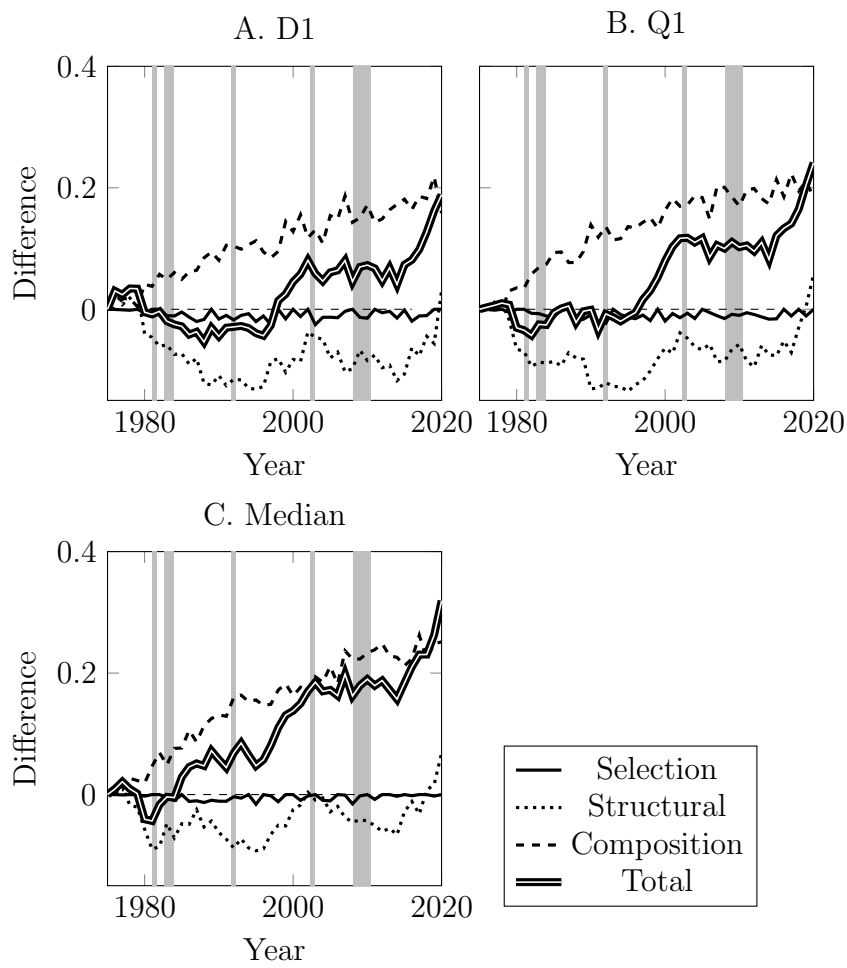 A. D1
B. Q1
0.4
0.2
0
Difference
1980
2000
2020
1980
2000
2020
Year
Year
C. Median
0.4
0.2
0
Difference
1980
2000
2020
Year
Selection
Structural
Composition
Total